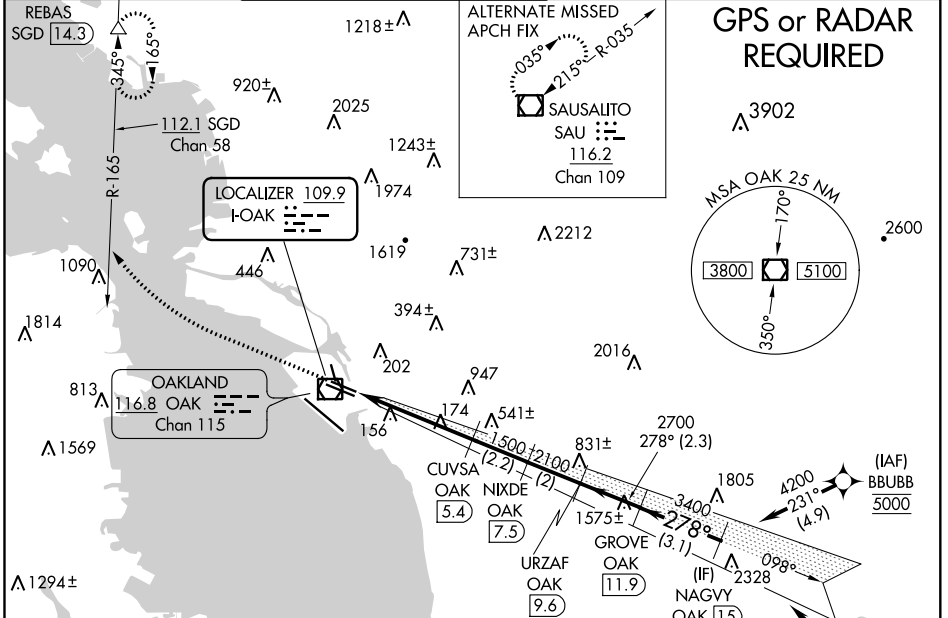 REBAS
SGD 14.3
345°
165°
112.1 SGD
Chan 58
R-165
1218±
920±
2025
1243±
1974
ALTERNATE MISSED
APCH FIX
035°
215°
R-035
SAUSALITO
SAU
116.2
Chan 109
GPS or RADAR
REQUIRED
3902
MSA OAK 25 NM
170°
3800
5100
350°
2600
LOCALIZER 109.9
I-OAK
2212
1619
731±
446
1090
394±
1814
202
2016
OAKLAND
116.8 OAK
Chan 115
813
947
156
174
541±
1569
1500
2100
(2.2)
(2)
831±
2700
278° (2.3)
CUVSA
OAK
5.4
NIXDE
OAK
7.5
1575±
3400
278°
(3.1)
1805
4200
231°
(4.9)
(IAF)
BBUBB
5000
URZAF
OAK
9.6
GROVE
OAK
11.9
098°
2328
(IF)
NAGVY
OAK 15
1294±